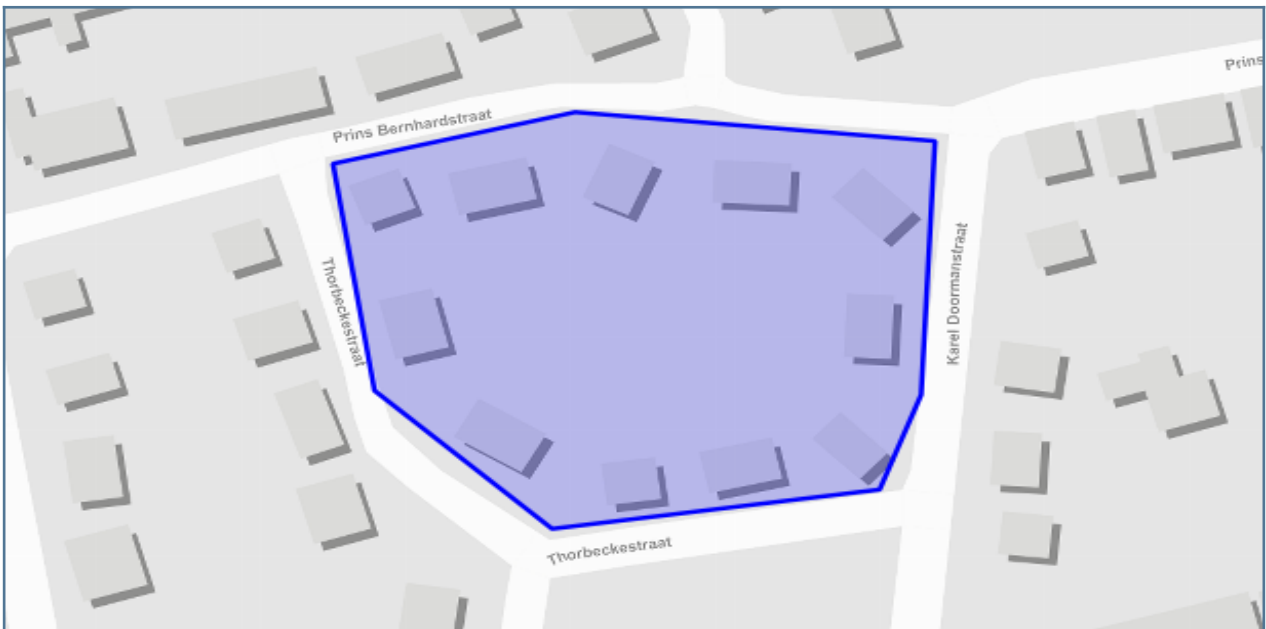 Prins
Prins Bernhardstraat
Karel Doormanstraat
Thorbeckestraat
Thorbeckestraat